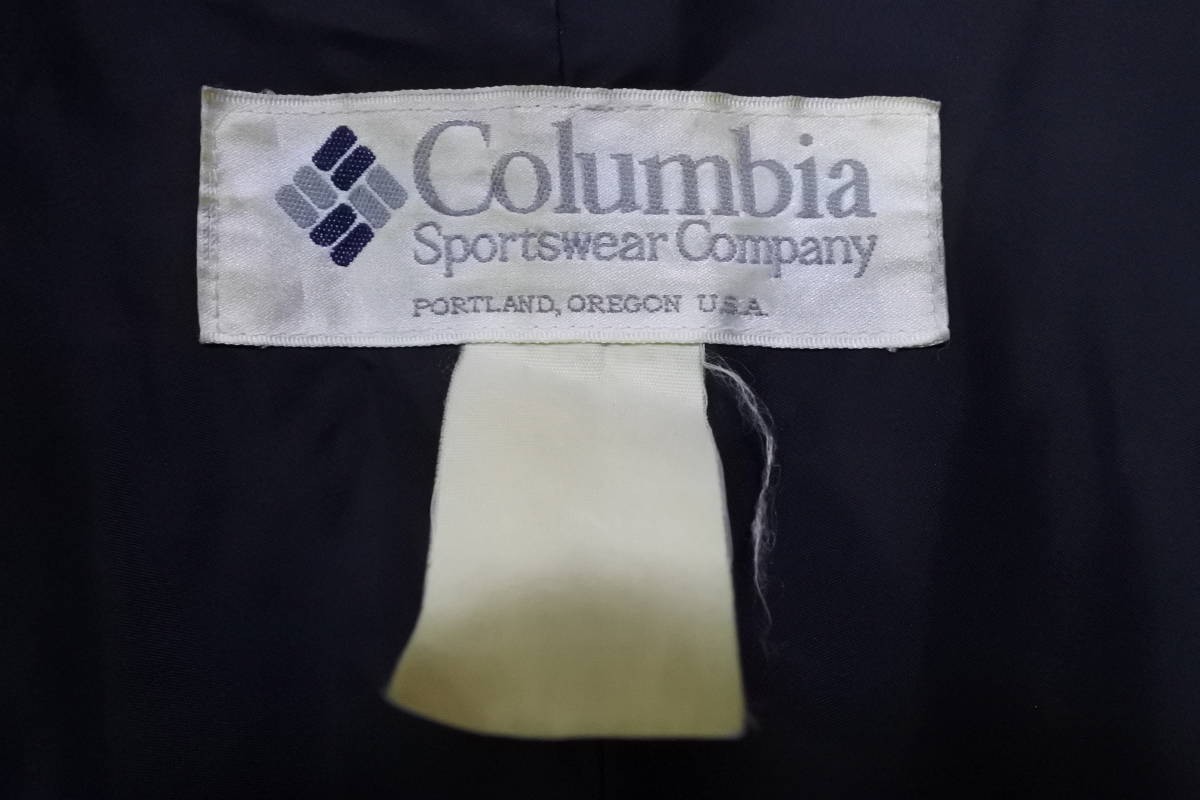 Columbia
Sportswear Company
PORTLAND, OREGON U.S.A.